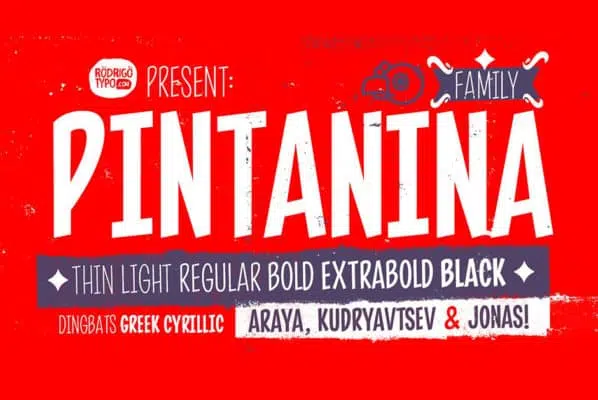 RODRIGO
TYPO.COM
PRESENT:
FAMILY
PINTANINA
THIN LIGHT REGULAR BOLD EXTRABOLD BLACK
DINGBATS GREEK CYRILLIC
ARAYA, KUDRYAVTSEV & JONAS!